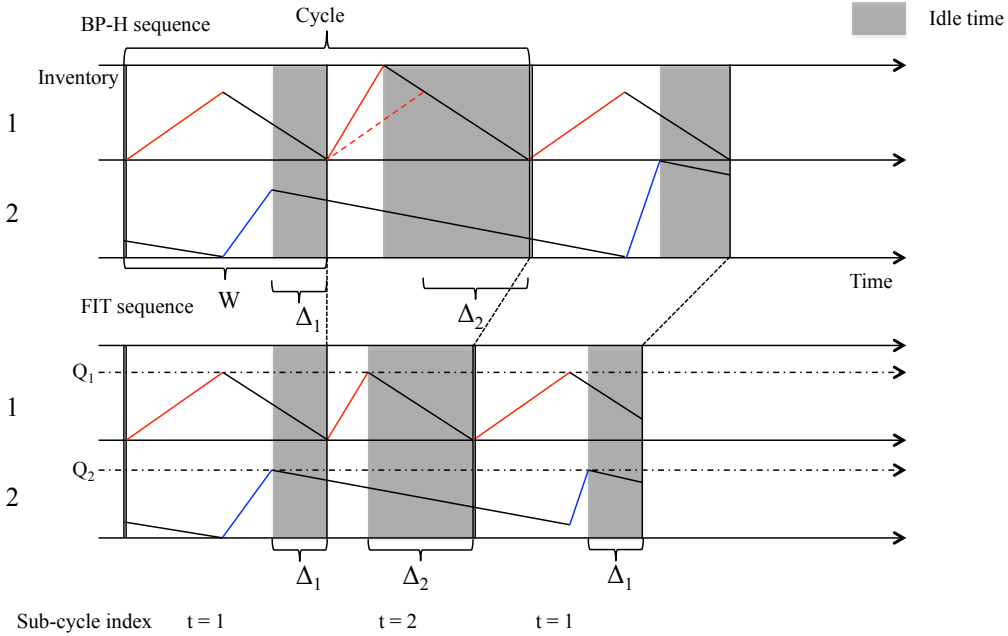 BP-H sequence
Cycle
Idle time
Inventory
1
2
Time
W
Δ1
Δ2
FIT sequence
Q1
1
Q2
2
Δ1
Δ2
Δ1
Sub-cycle index t = 1 t = 2 t = 1